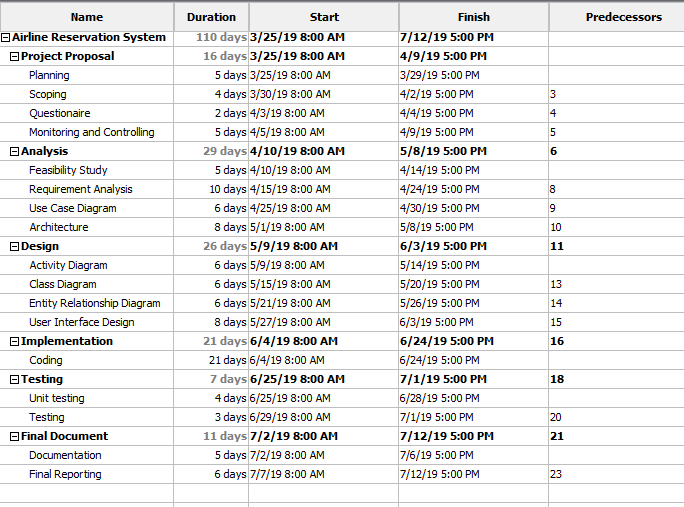 Name Duration Start Finish Predecessors
Airline Reservation System 110 days 3/25/19 8:00 AM 7/12/19 5:00 PM
Project Proposal 16 days 3/25/19 8:00 AM 4/9/19 5:00 PM
Planning 5 days 3/25/19 8:00 AM 3/29/19 5:00 PM
Scoping 4 days 3/30/19 8:00 AM 4/2/19 5:00 PM 3
Questionaire 2 days 4/3/19 8:00 AM 4/4/19 5:00 PM 4
Monitoring and Controlling 5 days 4/5/19 8:00 AM 4/9/19 5:00 PM 5
Analysis 29 days 4/10/19 8:00 AM 5/8/19 5:00 PM 6
Feasibility Study 5 days 4/10/19 8:00 AM 4/14/19 5:00 PM
Requirement Analysis 10 days 4/15/19 8:00 AM 4/24/19 5:00 PM 8
Use Case Diagram 6 days 4/25/19 8:00 AM 4/30/19 5:00 PM 9
Architecture 8 days 5/1/19 8:00 AM 5/8/19 5:00 PM 10
Design 26 days 5/9/19 8:00 AM 6/3/19 5:00 PM 11
Activity Diagram 6 days 5/9/19 8:00 AM 5/14/19 5:00 PM
Class Diagram 6 days 5/15/19 8:00 AM 5/20/19 5:00 PM 13
Entity Relationship Diagram 6 days 5/21/19 8:00 AM 5/26/19 5:00 PM 14
User Interface Design 8 days 5/27/19 8:00 AM 6/3/19 5:00 PM 15
Implementation 21 days 6/4/19 8:00 AM 6/24/19 5:00 PM 16
Coding 21 days 6/4/19 8:00 AM 6/24/19 5:00 PM
Testing 7 days 6/25/19 8:00 AM 7/1/19 5:00 PM 18
Unit testing 4 days 6/25/19 8:00 AM 6/28/19 5:00 PM
Testing 3 days 6/29/19 8:00 AM 7/1/19 5:00 PM 20
Final Document 11 days 7/2/19 8:00 AM 7/12/19 5:00 PM 21
Documentation 5 days 7/2/19 8:00 AM 7/6/19 5:00 PM
Final Reporting 6 days 7/7/19 8:00 AM 7/12/19 5:00 PM 23